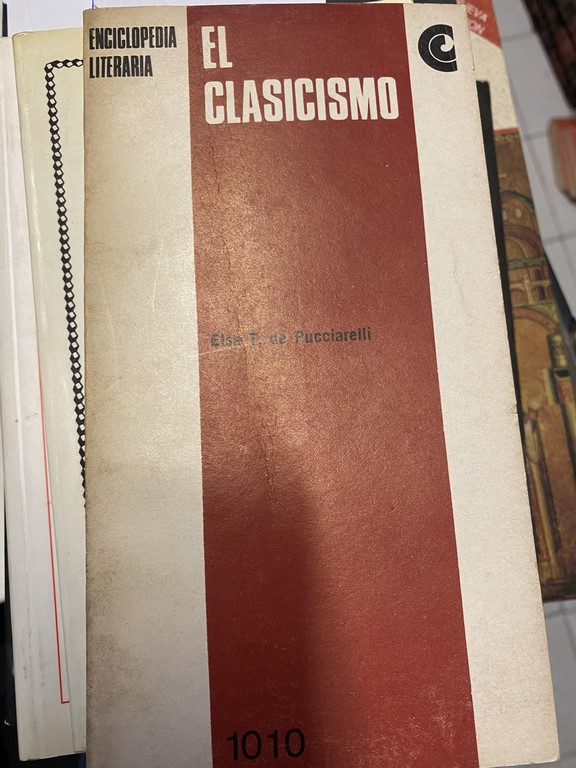 ENCICLOPEDIA
LITERARIA
EL
CLASICISMO
Elsa T. de Pucciarelli
1010